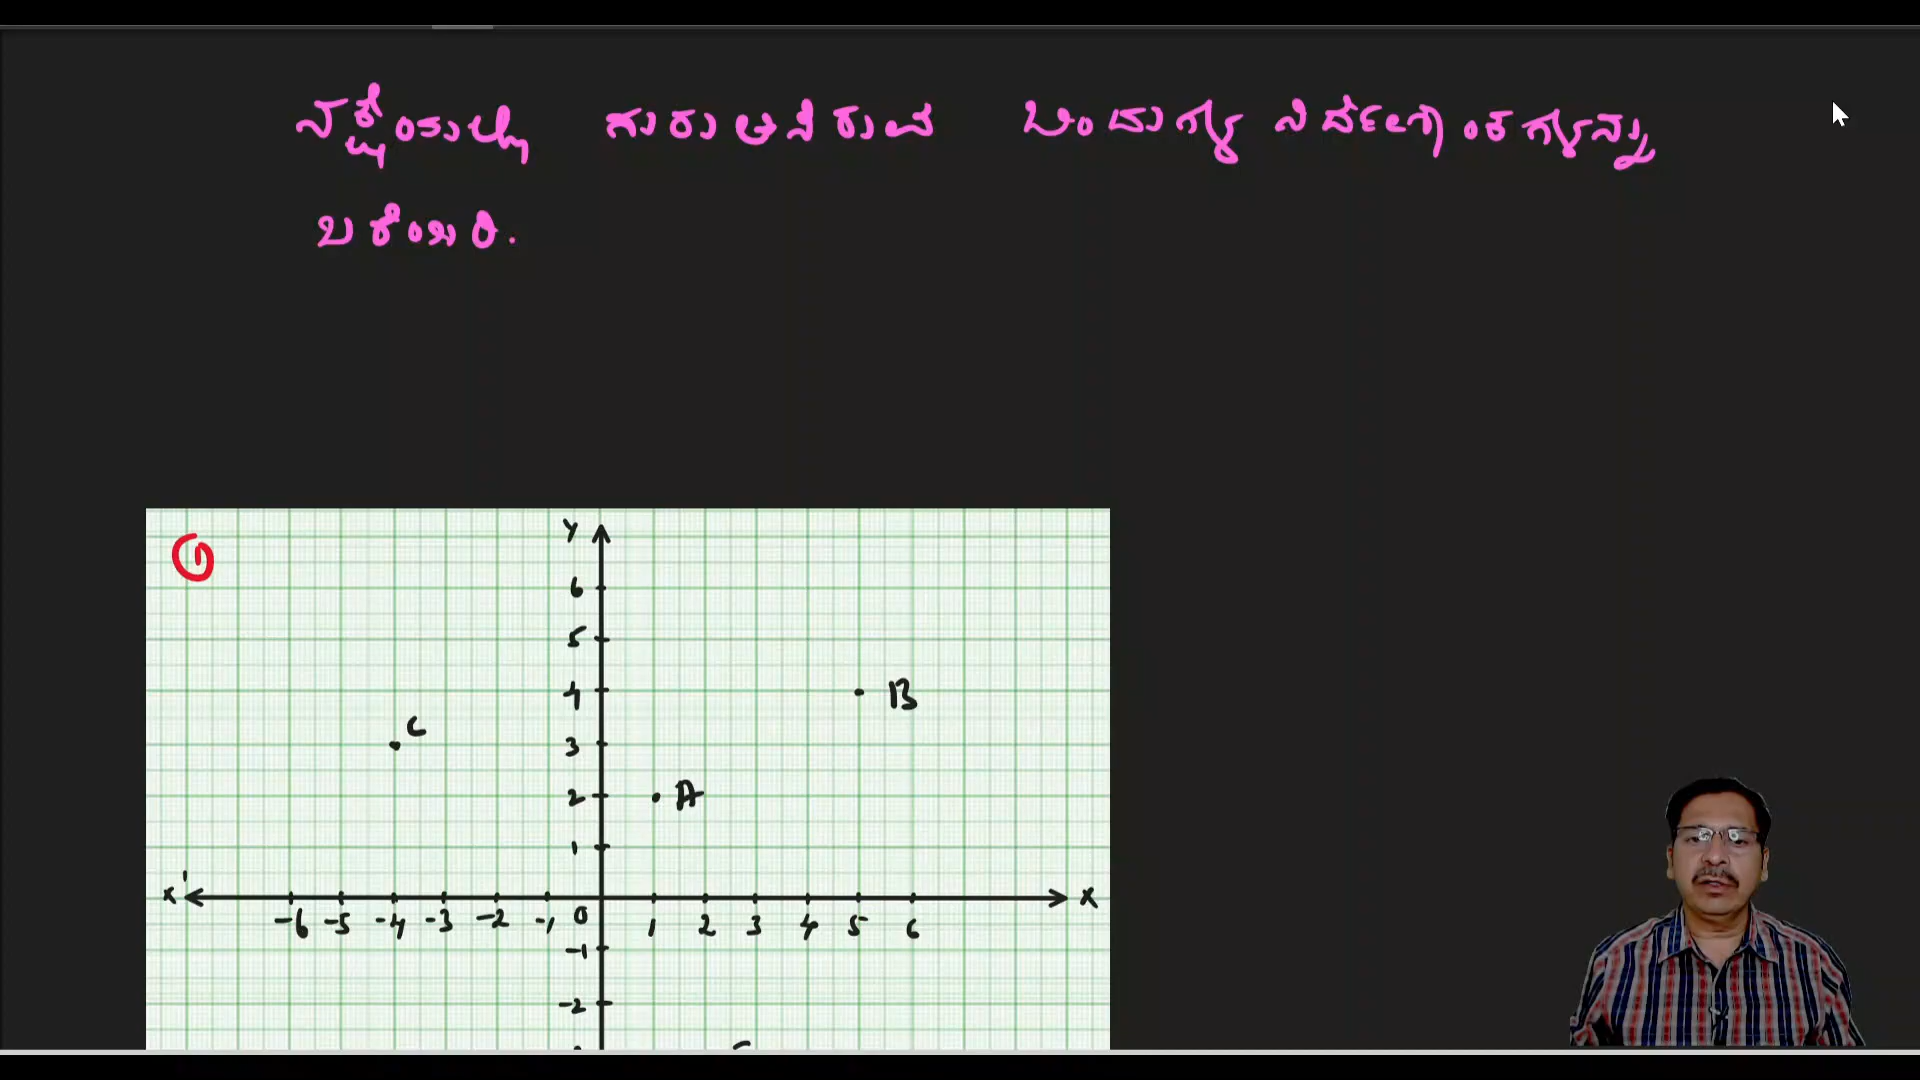 ನಕ್ಷೆಯಲ್ಲಿ ಗುರುತಿಸಿರುವ ಬಿಂದುಗಳ ನಿರ್ದೇಶಾಂಕಗಳನ್ನು
ಬರೆಯಿರಿ.
①
Y
6
5
4 B
C
3
2 A
1
X' X
-6 -5 -4 -3 -2 -1 0 1 2 3 4 5 6
-1
-2